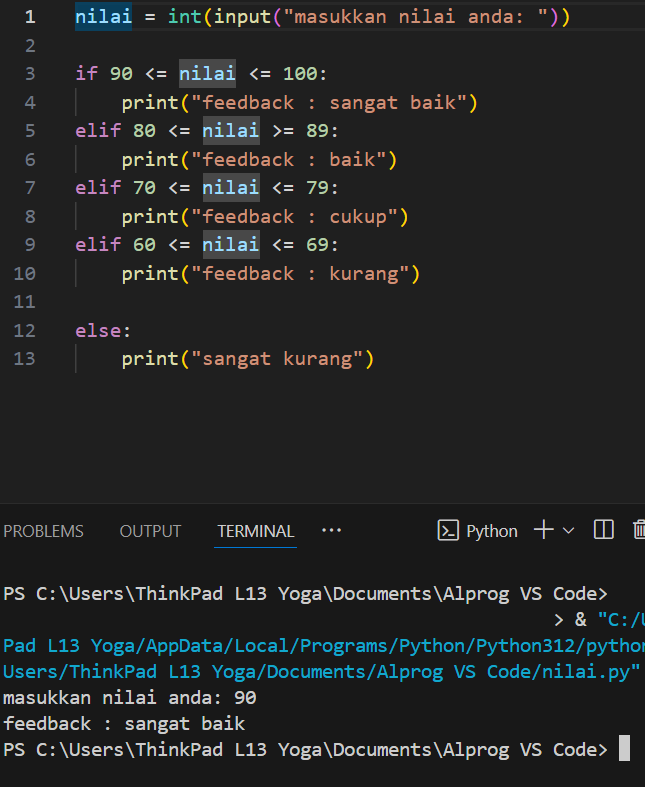 1 nilai = int(input("masukkan nilai anda: "))
2
3 if 90 <= nilai <= 100:
4 print("feedback : sangat baik")
5 elif 80 <= nilai >= 89:
6 print("feedback : baik")
7 elif 70 <= nilai <= 79:
8 print("feedback : cukup")
9 elif 60 <= nilai <= 69:
10 print("feedback : kurang")
11
12 else:
13 print("sangat kurang")
PROBLEMS OUTPUT TERMINAL ··· Python
PS C:\Users\ThinkPad L13 Yoga\Documents\Alprog VS Code>
> & "C:/U
Pad L13 Yoga/AppData/Local/Programs/Python/Python312/python
Users/ThinkPad L13 Yoga/Documents/Alprog VS Code/nilai.py"
masukkan nilai anda: 90
feedback : sangat baik
PS C:\Users\ThinkPad L13 Yoga\Documents\Alprog VS Code>